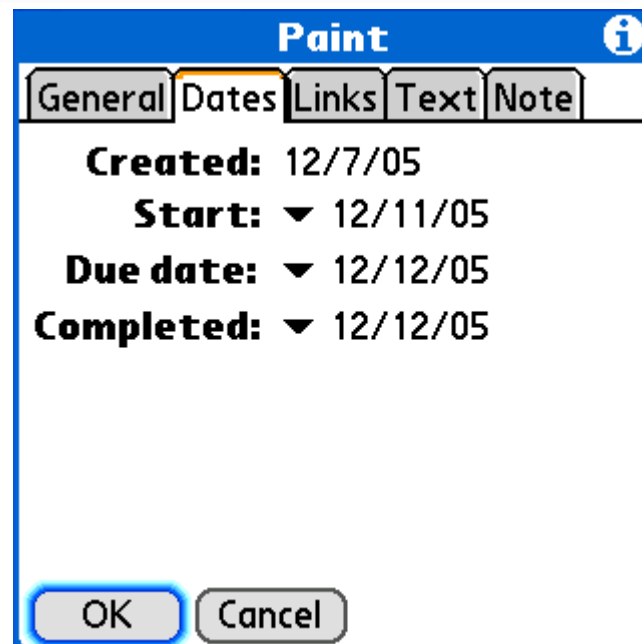 Paint
General Dates Links Text Note
Created: 12/7/05
Start: 12/11/05
Due date: 12/12/05
Completed: 12/12/05
OK Cancel